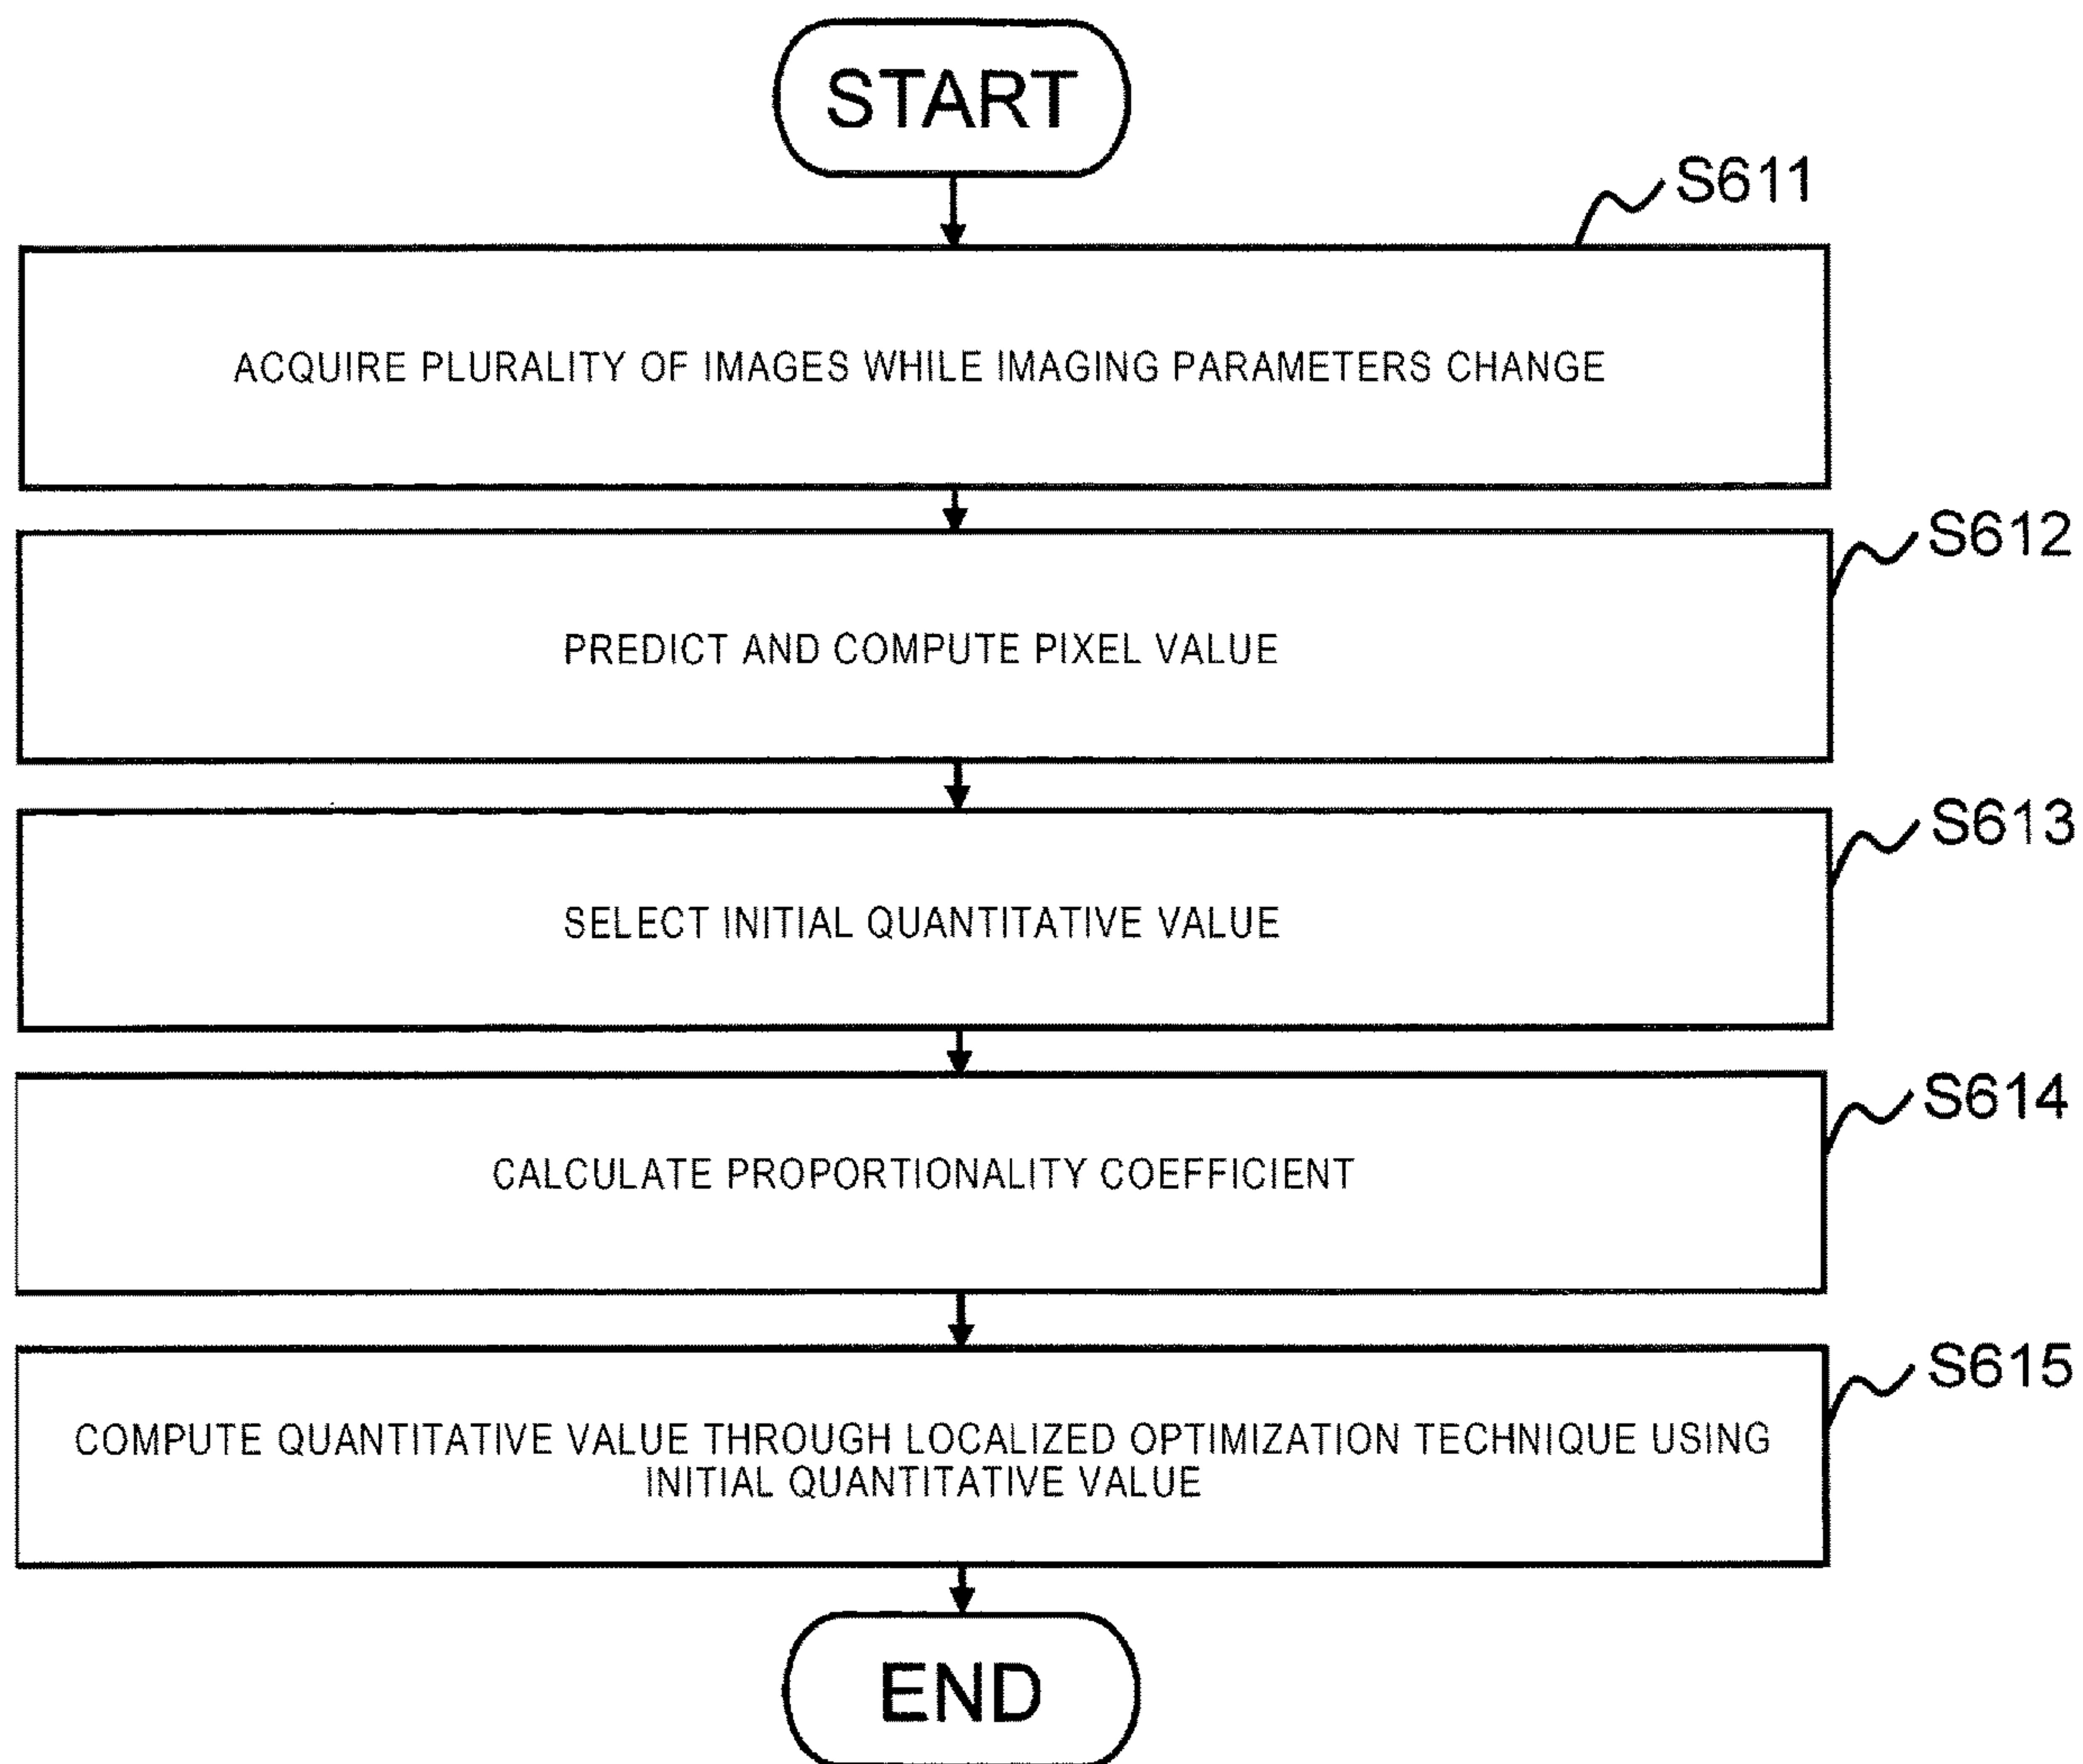 START
S611
ACQUIRE PLURALITY OF IMAGES WHILE IMAGING PARAMETERS CHANGE
S612
PREDICT AND COMPUTE PIXEL VALUE
S613
SELECT INITIAL QUANTITATIVE VALUE
S614
CALCULATE PROPORTIONALITY COEFFICIENT
S615
COMPUTE QUANTITATIVE VALUE THROUGH LOCALIZED OPTIMIZATION TECHNIQUE USING
INITIAL QUANTITATIVE VALUE
END